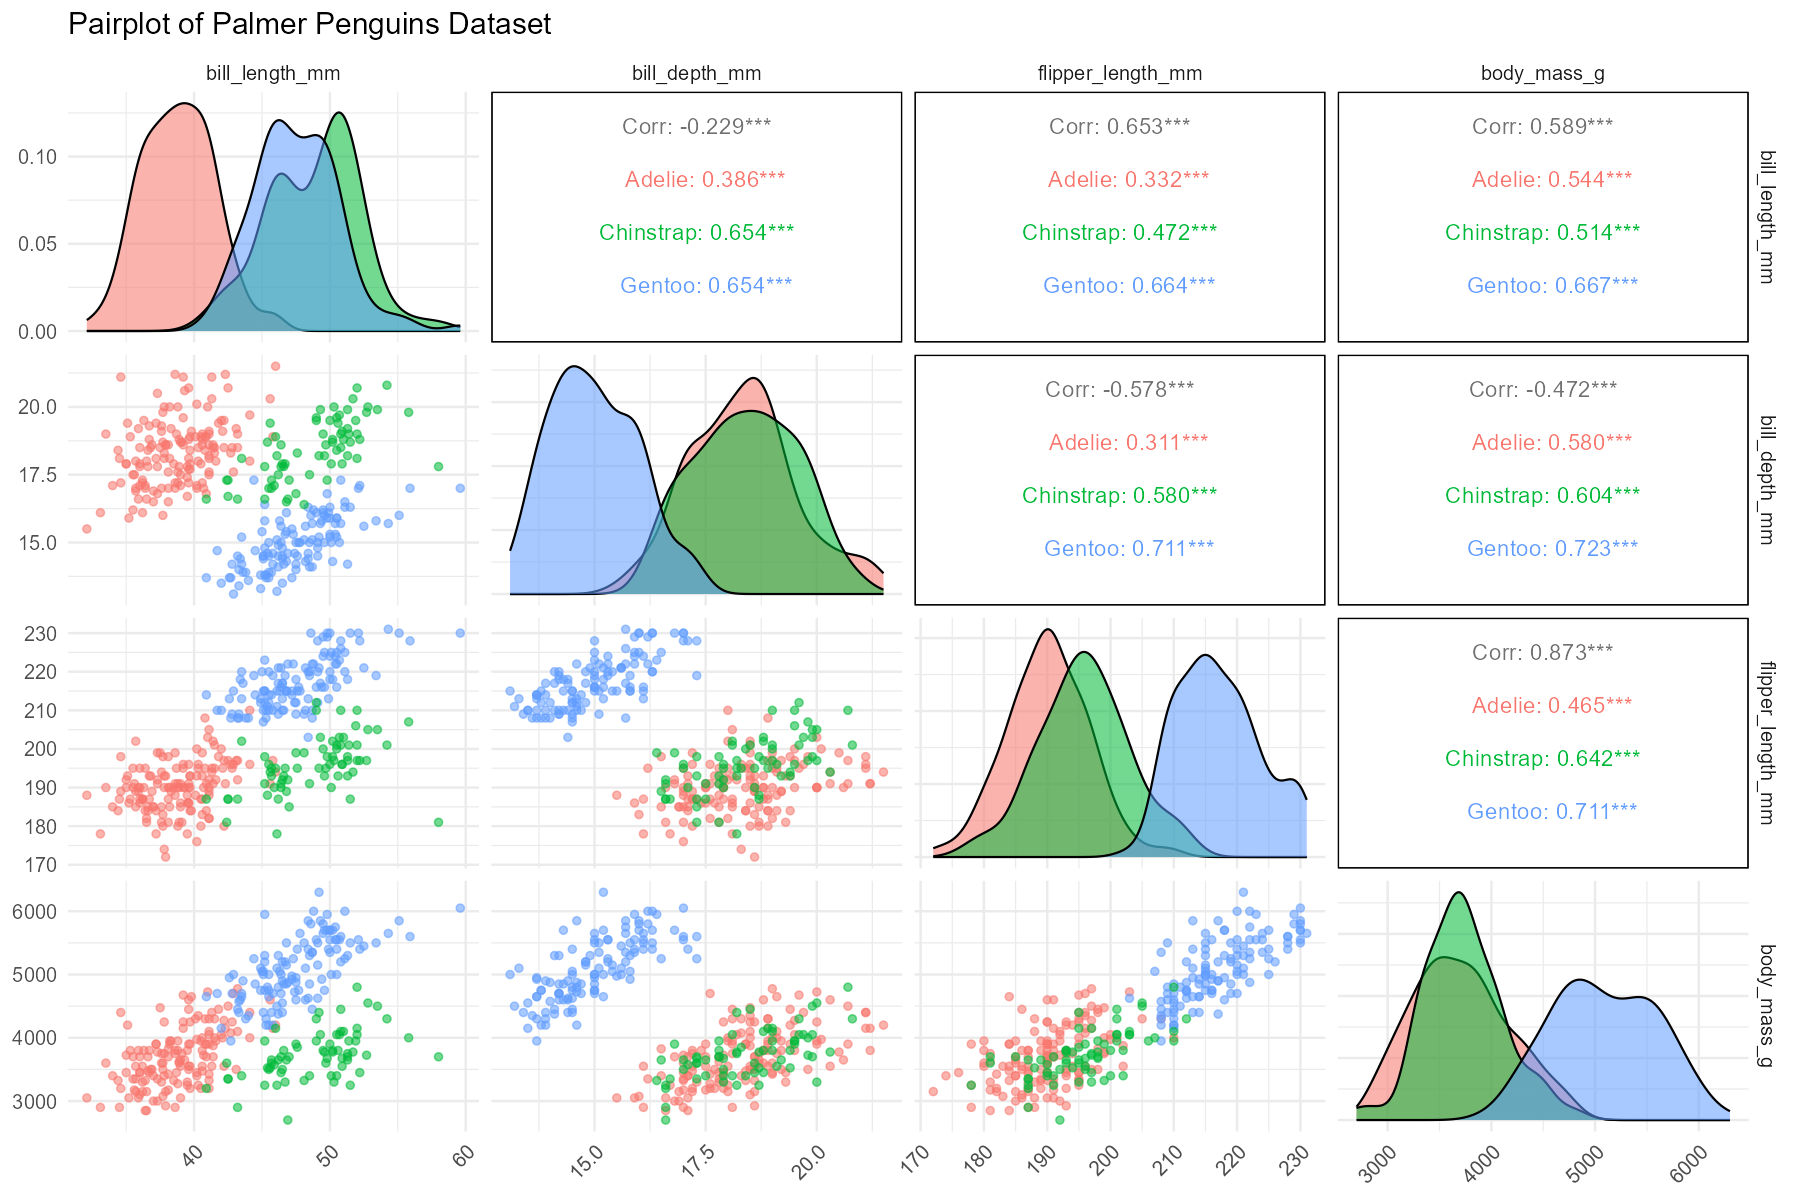 Pairplot of Palmer Penguins Dataset
bill_length_mm
bill_depth_mm
flipper_length_mm
body_mass_g
0.10
0.05
0.00
Corr: -0.229***
Adelie: 0.386***
Chinstrap: 0.654***
Gentoo: 0.654***
Corr: 0.653***
Adelie: 0.332***
Chinstrap: 0.472***
Gentoo: 0.664***
Corr: 0.589***
Adelie: 0.544***
Chinstrap: 0.514***
Gentoo: 0.667***
bill_length_mm
20.0
17.5
15.0
Corr: -0.578***
Adelie: 0.311***
Chinstrap: 0.580***
Gentoo: 0.711***
Corr: -0.472***
Adelie: 0.580***
Chinstrap: 0.604***
Gentoo: 0.723***
bill_depth_mm
230
220
210
200
190
180
170
Corr: 0.873***
Adelie: 0.465***
Chinstrap: 0.642***
Gentoo: 0.711***
flipper_length_mm
6000
5000
4000
3000
body_mass_g
40
50
60
15.0
17.5
20.0
170
180
190
200
210
220
230
3000
4000
5000
6000